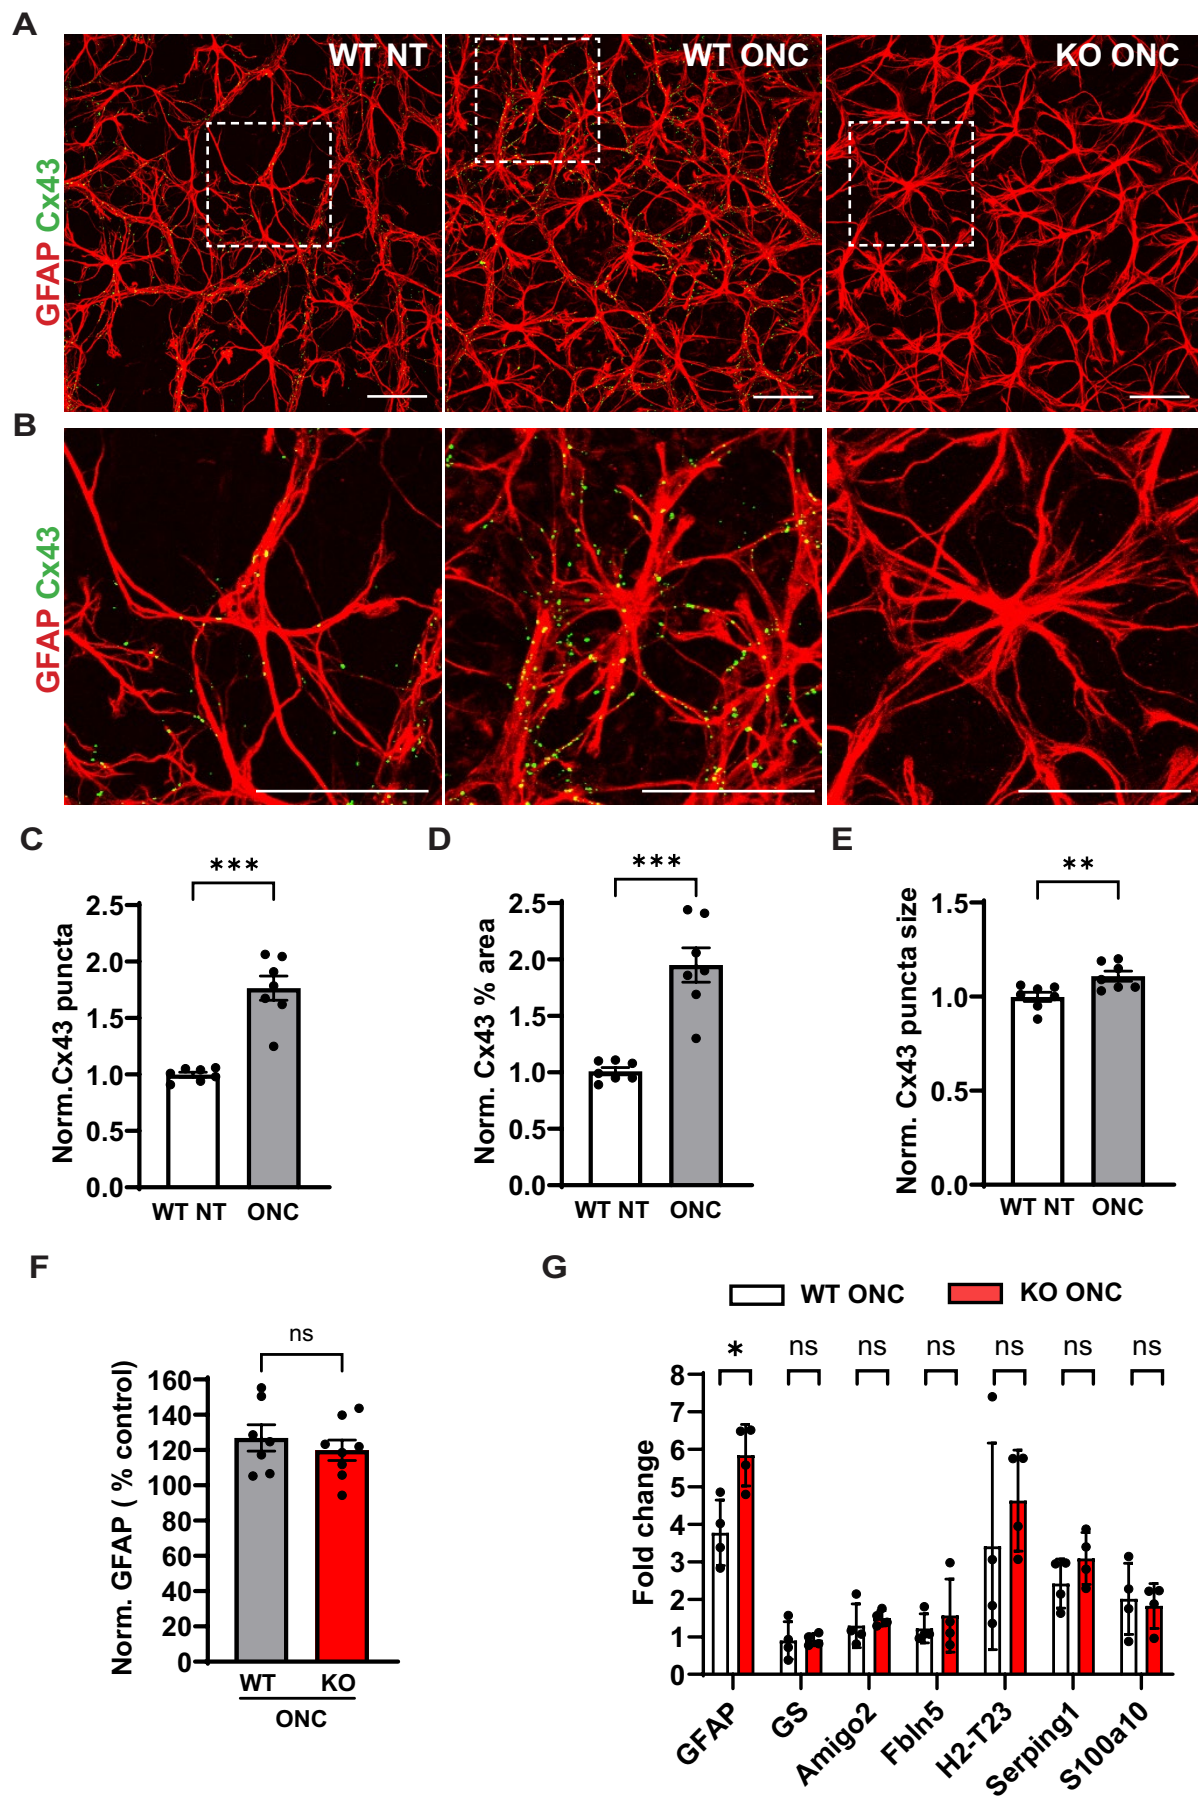 A
WT NT
WT ONC
KO ONC
GFAP Cx43
B
GFAP Cx43
C
***
Norm.Cx43 puncta
2.5
2.0
1.5
1.0
0.5
0.0
WT NT
ONC
D
***
Norm. Cx43 % area
2.5
2.0
1.5
1.0
0.5
0.0
WT NT
ONC
E
**
Norm. Cx43 puncta size
1.5
1.0
0.5
0.0
WT NT
ONC
F
ns
Norm. GFAP ( % control)
160
140
120
100
80
60
40
20
0
WT
KO
ONC
G
WT ONC
KO ONC
* ns ns ns ns ns ns
Fold change
8
7
6
5
4
3
2
1
0
GFAP
GS
Amigo2
Fbln5
H2-T23
Serping1
S100a10